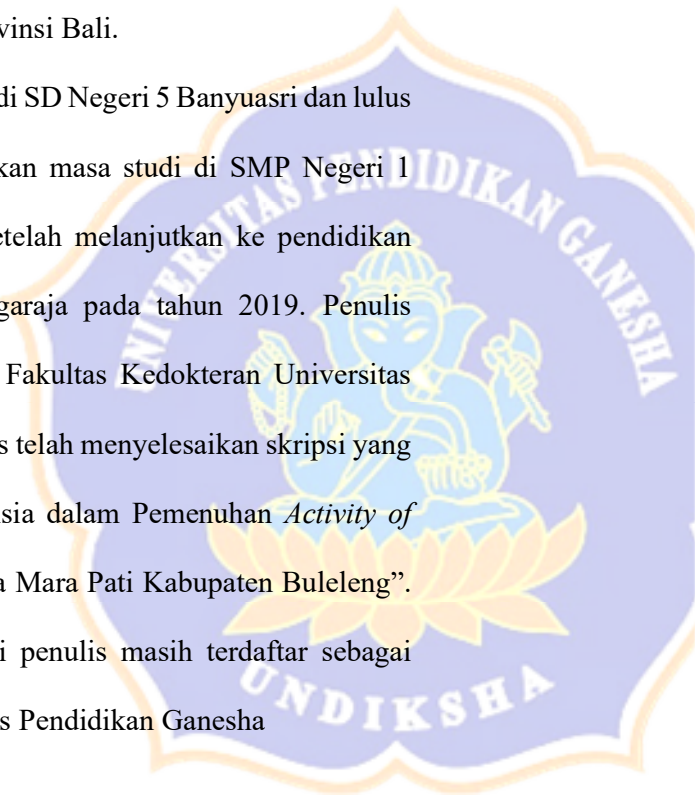 vinsi Bali.
di SD Negeri 5 Banyuasri dan lulus
kan masa studi di SMP Negeri 1
etelah melanjutkan ke pendidikan
garaja pada tahun 2019. Penulis
Fakultas Kedokteran Universitas
s telah menyelesaikan skripsi yang
sia dalam Pemenuhan Activity of
a Mara Pati Kabupaten Buleleng”.
i penulis masih terdaftar sebagai
s Pendidikan Ganesha
UNIVERSITAS PENDIDIKAN GANESHA
UNDIKSHA